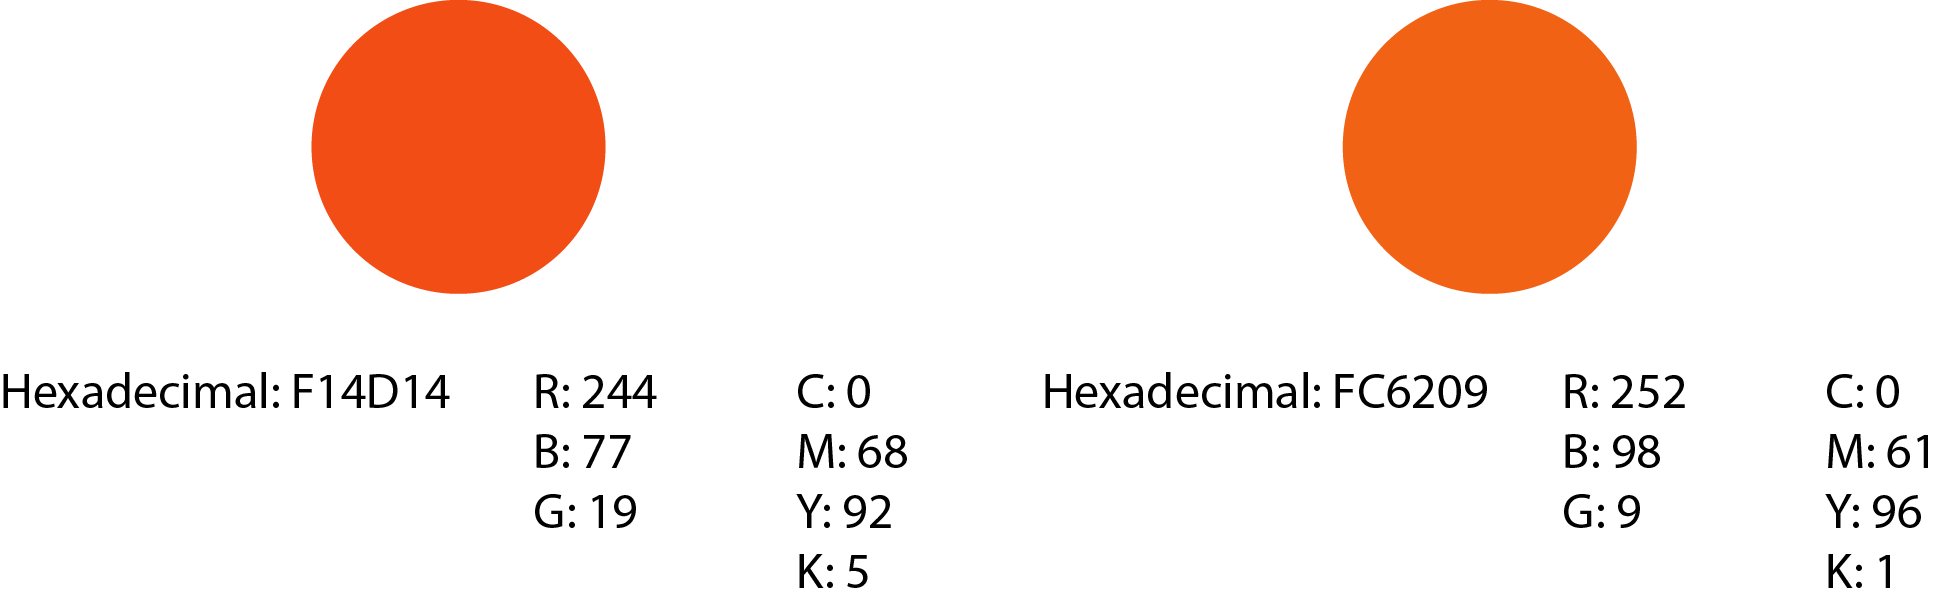 Hexadecimal: F14D14
R: 244
B: 77
G: 19
C: 0
M: 68
Y: 92
K: 5
Hexadecimal: FC6209
R: 252
B: 98
G: 9
C: 0
M: 61
Y: 96
K: 1